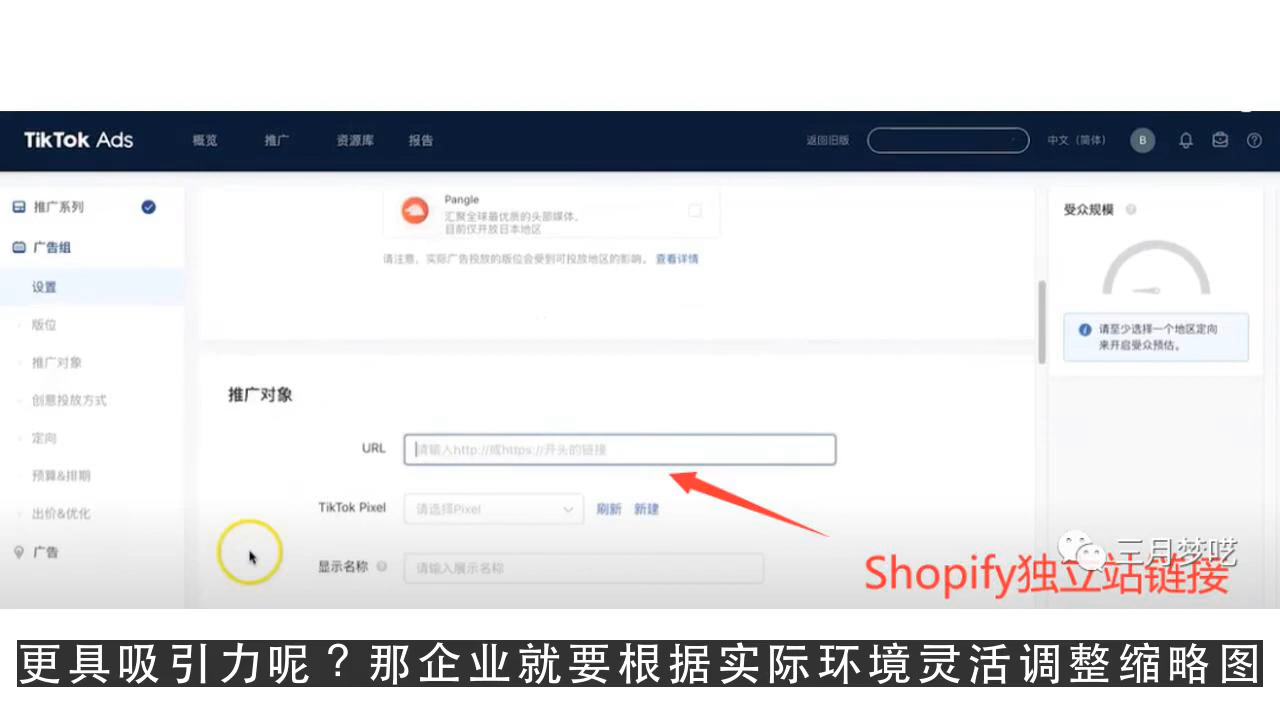 TikTok Ads
概览
推广
资源库
报告
返回旧版
中文（简体）
B
推广系列
广告组
设置
版位
推广对象
创意投放方式
定向
预算&排期
出价&优化
广告
Pangle
汇聚全球最优质的头部媒体。
目前仅开放日本地区
请注意，实际广告投放的版位会受到可投放地区的影响。 查看详情
推广对象
URL
请输入http://或https://开头的链接
TikTok Pixel
请选择Pixel
刷新 新建
显示名称
请输入展示名称
受众规模
请至少选择一个地区定向
来开启受众预估。
三月梦呓
Shopify独立站链接
更具吸引力呢？那企业就要根据实际环境灵活调整缩略图